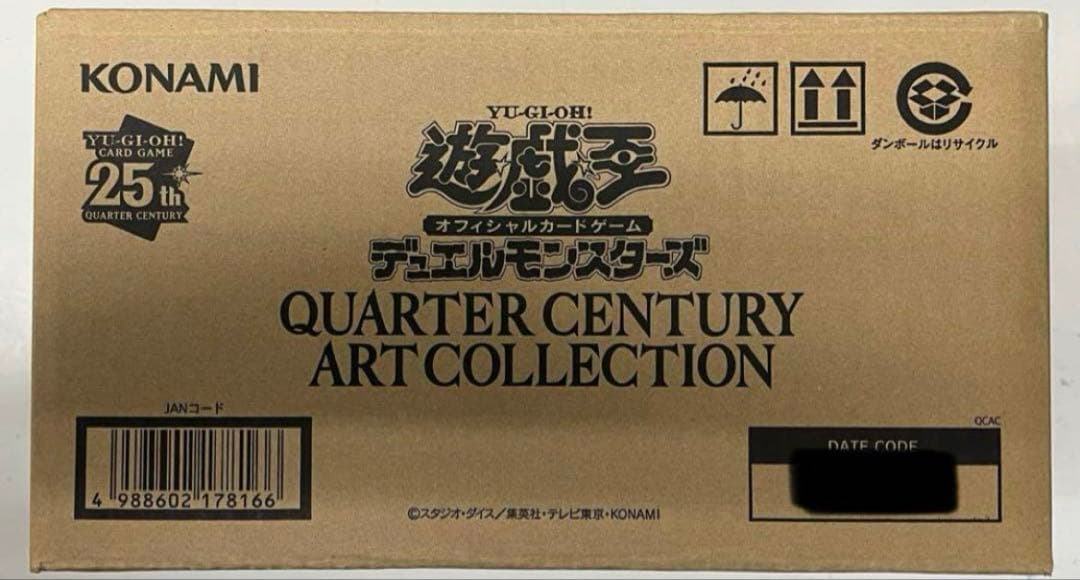 KONAMI
YU-GI-OH!
CARD GAME
25th
QUARTER CENTURY
YU-GI-OH!
遊戯王
オフィシャルカードゲーム
デュエルモンスターズ
QUARTER CENTURY
ART COLLECTION
ダンボールはリサイクル
JANコード
4 988602 178166
QCAC
DATE CODE
©スタジオ・ダイス/集英社・テレビ東京・KONAMI